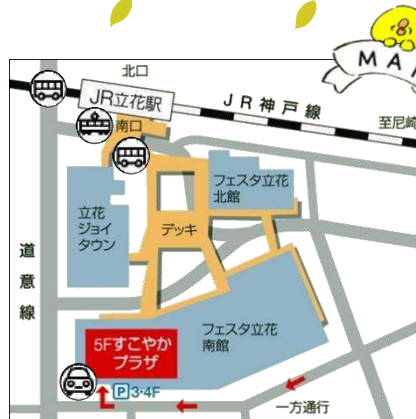 MA
北口
JR立花駅
JR神戸線
至尼崎
南口
フェスタ立花
北館
立花
ジョイ
タウン
デッキ
道意線
フェスタ立花
南館
5Fすこやか
プラザ
P 3・4F
一方通行